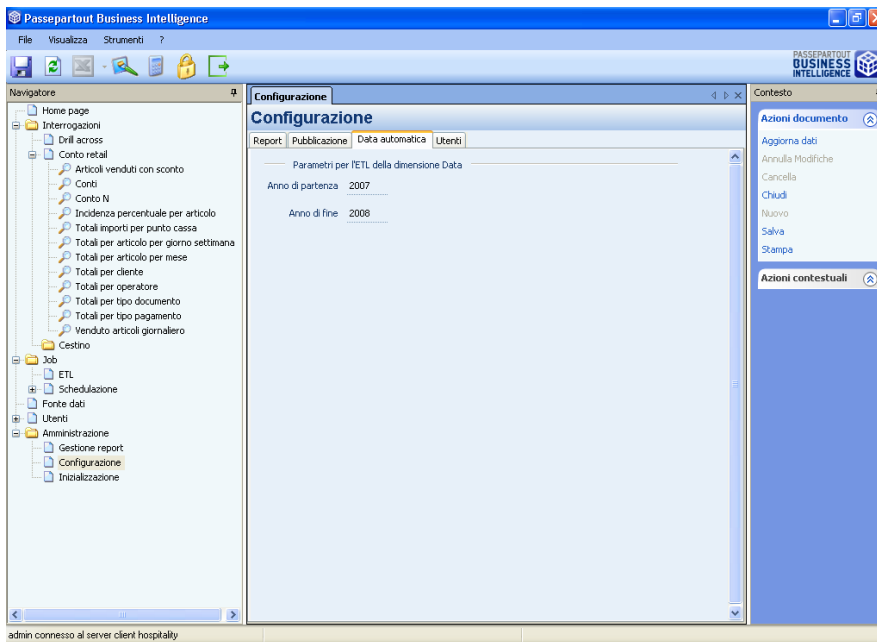 Passepartout Business Intelligence
File Visualizza Strumenti ?
PASSEPARTOUT
BUSINESS
INTELLIGENCE
Navigatore
Home page
Interrogazioni
Drill across
Conto retail
Articoli venduti con sconto
Conti
Conto N
Incidenza percentuale per articolo
Totali importi per punto cassa
Totali per articolo per giorno settimana
Totali per articolo per mese
Totali per cliente
Totali per operatore
Totali per tipo documento
Totali per tipo pagamento
Venduto articoli giornaliero
Cestino
Job
ETL
Schedulazione
Fonte dati
Utenti
Amministrazione
Gestione report
Configurazione
Inizializzazione
Configurazione
Configurazione
Report Pubblicazione Data automatica Utenti
Parametri per l'ETL della dimensione Data
Anno di partenza 2007
Anno di fine 2008
Contesto
Azioni documento
Aggiorna dati
Annulla Modifiche
Cancella
Chiudi
Nuovo
Salva
Stampa
Azioni contestuali
admin connesso al server client hospitality